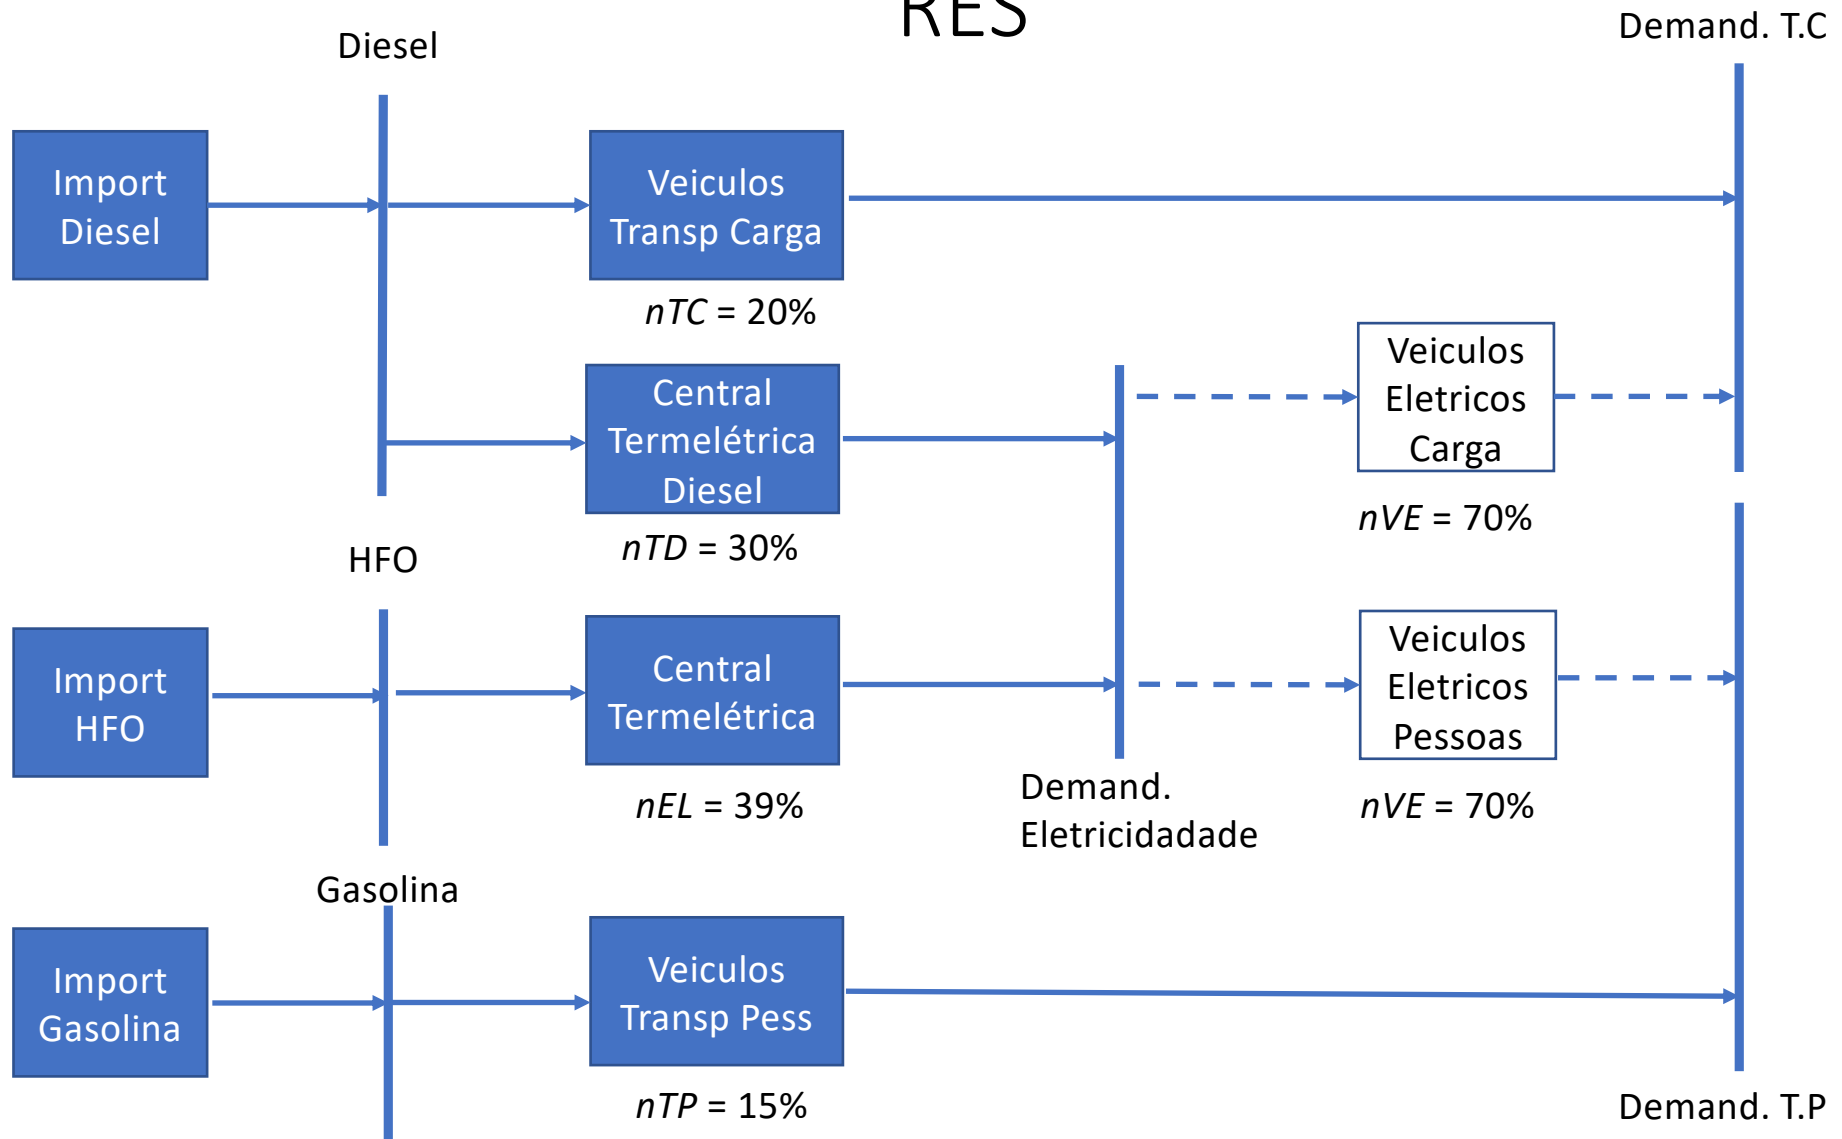 RES
Demand. T.C
Diesel
Import
Diesel
Veiculos
Transp Carga
nTC = 20%
Central
Termelétrica
Diesel
nTD = 30%
Veiculos
Eletricos
Carga
nVE = 70%
HFO
Import
HFO
Central
Termelétrica
nEL = 39%
Demand.
Eletricidadade
Veiculos
Eletricos
Pessoas
nVE = 70%
Gasolina
Import
Gasolina
Veiculos
Transp Pess
nTP = 15%
Demand. T.P